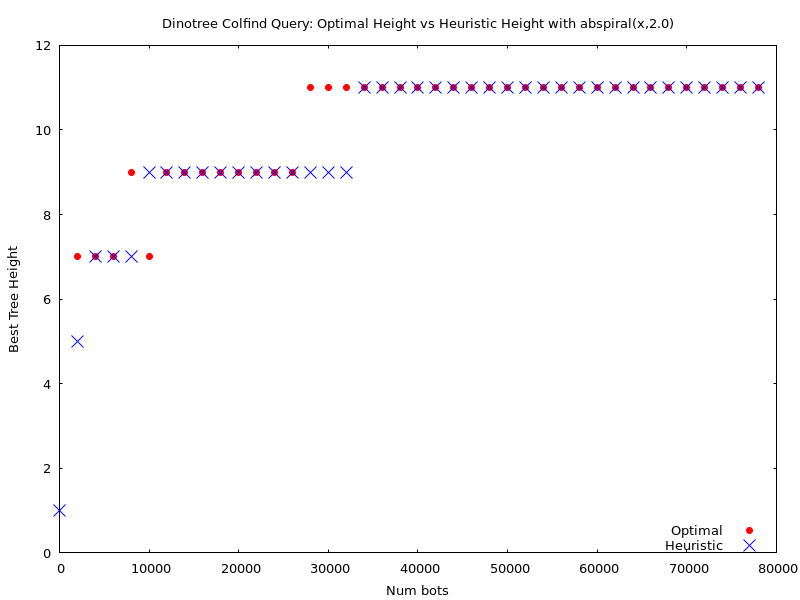 Dinotree Colfind Query: Optimal Height vs Heuristic Height with abspiral(x,2.0)
12
10
8
6
4
2
0
Best Tree Height
0 10000 20000 30000 40000 50000 60000 70000 80000
Num bots
Optimal
Heuristic